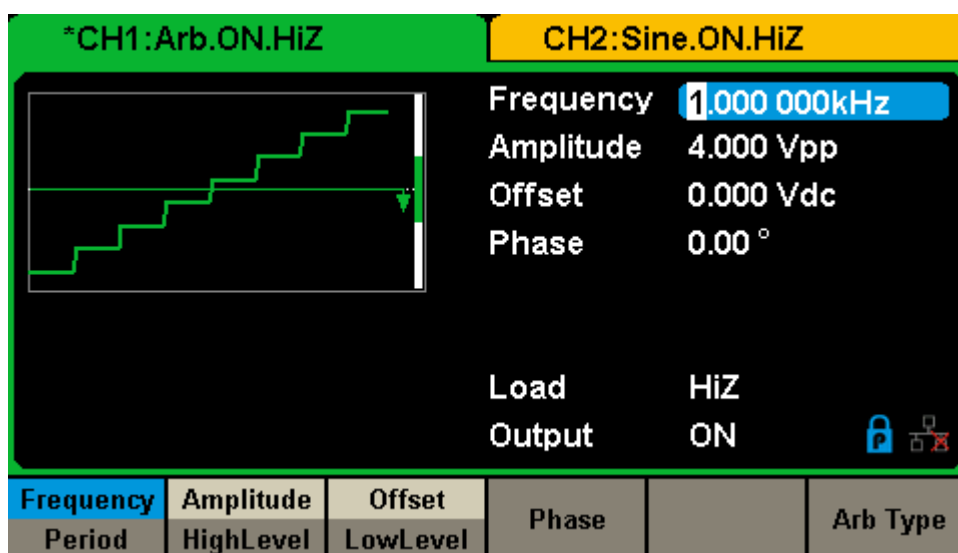 *CH1:Arb.ON.HiZ
CH2:Sine.ON.HiZ
Frequency 1.000 000kHz
Amplitude 4.000 Vpp
Offset 0.000 Vdc
Phase 0.00 °
Load HiZ
Output ON
P
Frequency Amplitude Offset Phase Arb Type
Period HighLevel LowLevel